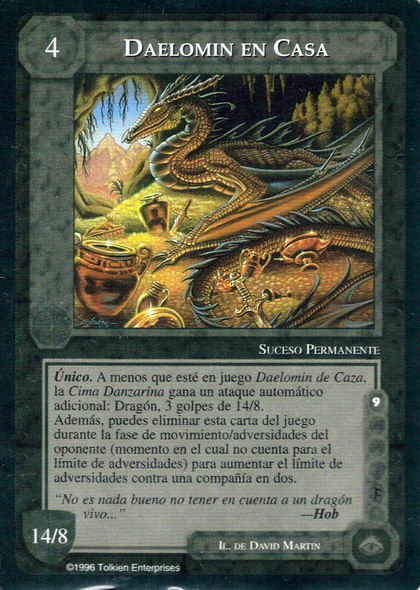 4
DAELOMIN EN CASA
SUCESO PERMANENTE
Único. A menos que esté en juego Daelomin de Caza,
la Cima Danzarina gana un ataque automático
adicional: Dragón, 3 golpes de 14/8.
Además, puedes eliminar esta carta del juego
durante la fase de movimiento/adversidades del
oponente (momento en el cual no cuenta para el
límite de adversidades) para aumentar el límite de
adversidades contra una compañía en dos.
“No es nada bueno no tener en cuenta a un dragón
vivo...” —Hob
9
F
14/8
IL. DE DAVID MARTIN
©1996 Tolkien Enterprises